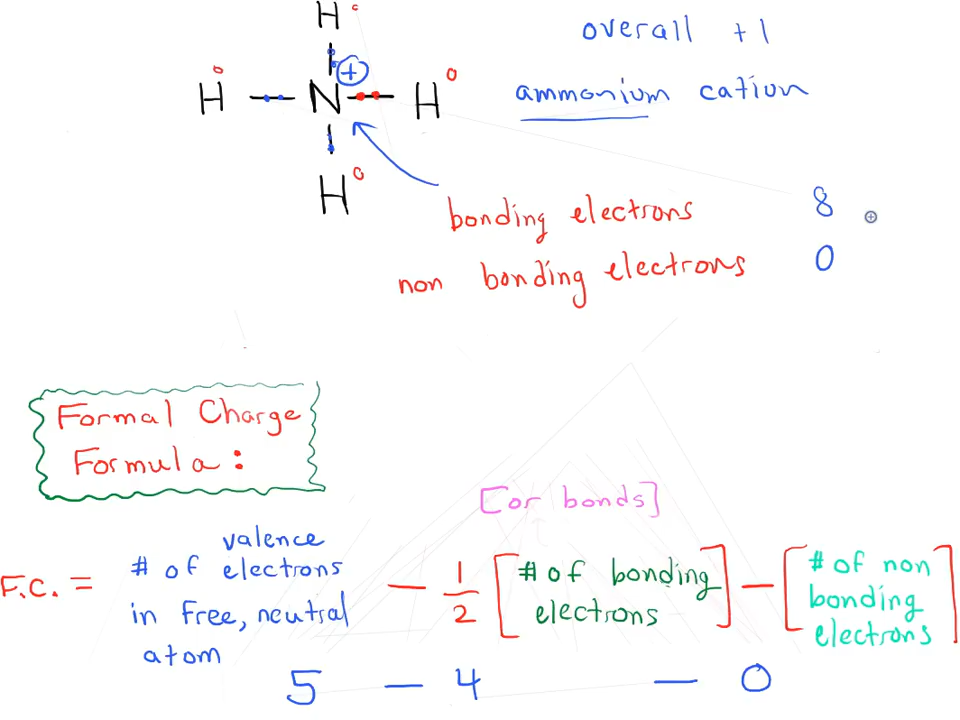 H o
overall +1
H o — N + — H o
ammonium cation
H o
bonding electrons 8
non bonding electrons 0
Formal Charge
Formula:
[or bonds]
F.C. = # of valence electrons in free, neutral atom — 1/2 [# of bonding electrons] — [# of non bonding electrons]
5 — 4 — 0